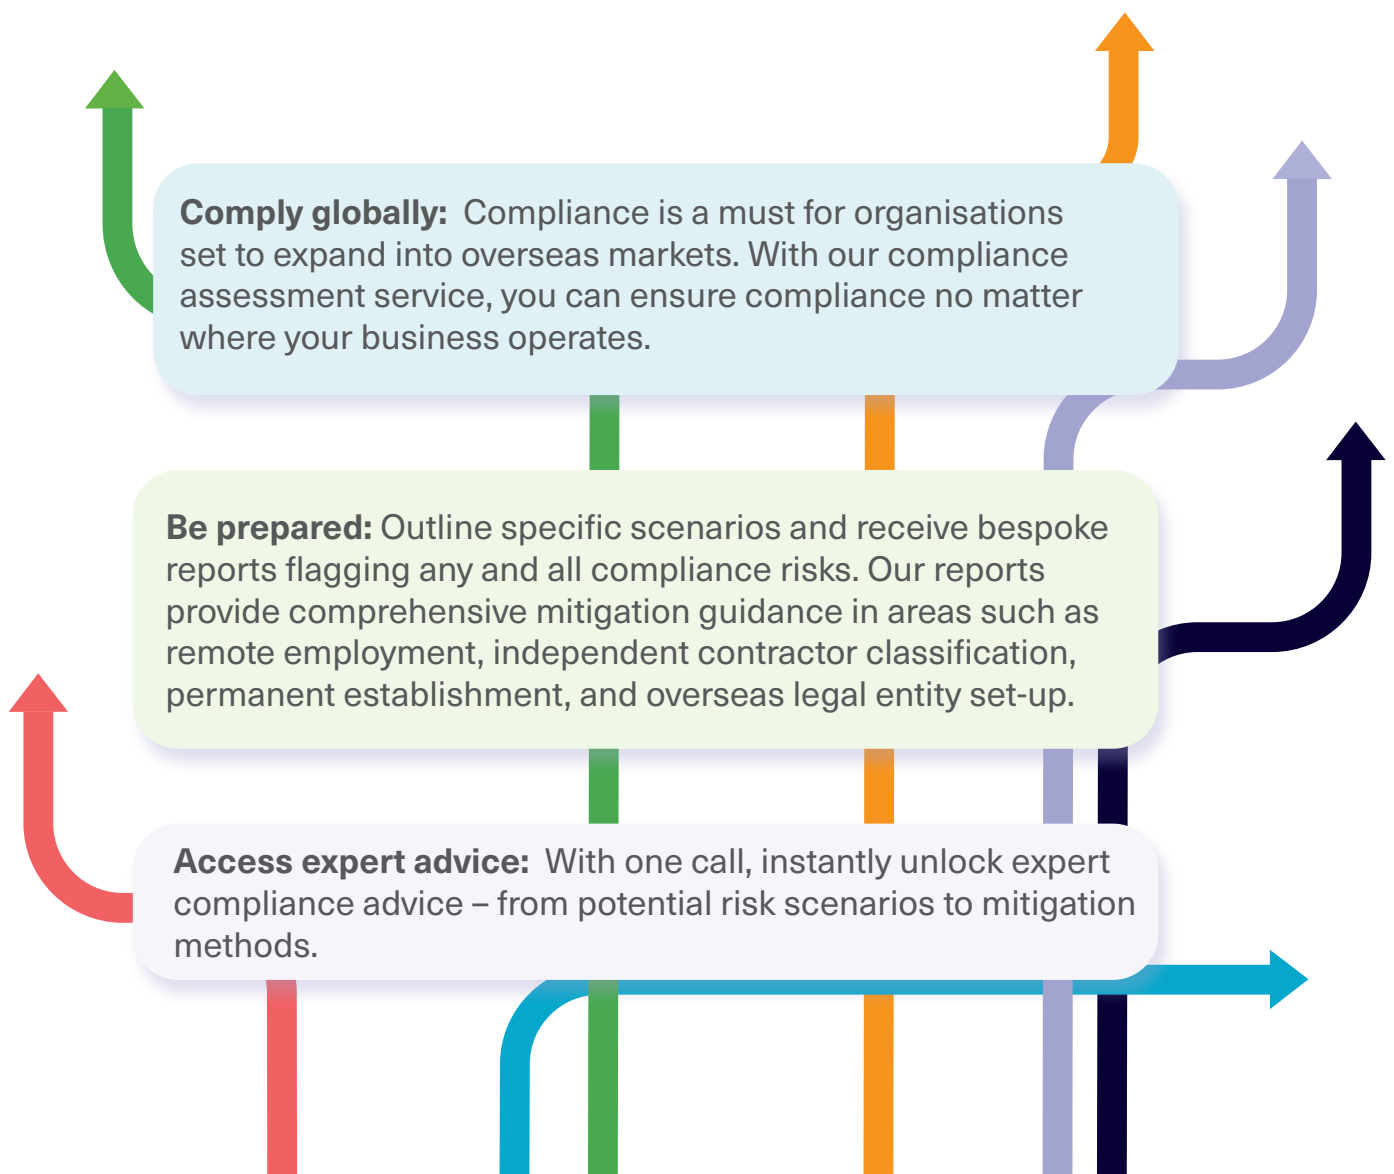 Comply globally:  Compliance is a must for organisations
set to expand into overseas markets. With our compliance
assessment service, you can ensure compliance no matter
where your business operates.
Be prepared: Outline specific scenarios and receive bespoke
reports flagging any and all compliance risks. Our reports
provide comprehensive mitigation guidance in areas such as
remote employment, independent contractor classification,
permanent establishment, and overseas legal entity set-up.
Access expert advice:  With one call, instantly unlock expert
compliance advice – from potential risk scenarios to mitigation
methods.